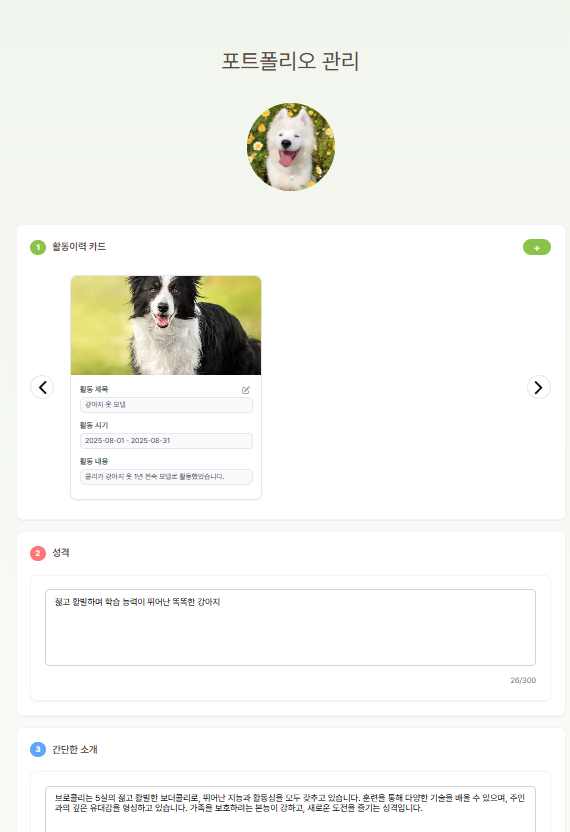 포트폴리오 관리
1 활동이력 카드 +
활동 제목
강아지 옷 모델
활동 시기
2025-08-01 - 2025-08-31
활동 내용
콜리가 강아지 옷 1년 전속 모델로 활동했었습니다.
2 성격
젊고 활발하며 학습 능력이 뛰어난 똑똑한 강아지
26/300
3 간단한 소개
브로콜리는 5살의 젊고 활발한 보더콜리로, 뛰어난 지능과 활동성을 모두 갖추고 있습니다. 훈련을 통해 다양한 기술을 배울 수 있으며, 주인
과의 깊은 유대감을 형성하고 있습니다. 가족을 보호하려는 본능이 강하고, 새로운 도전을 즐기는 성격입니다.